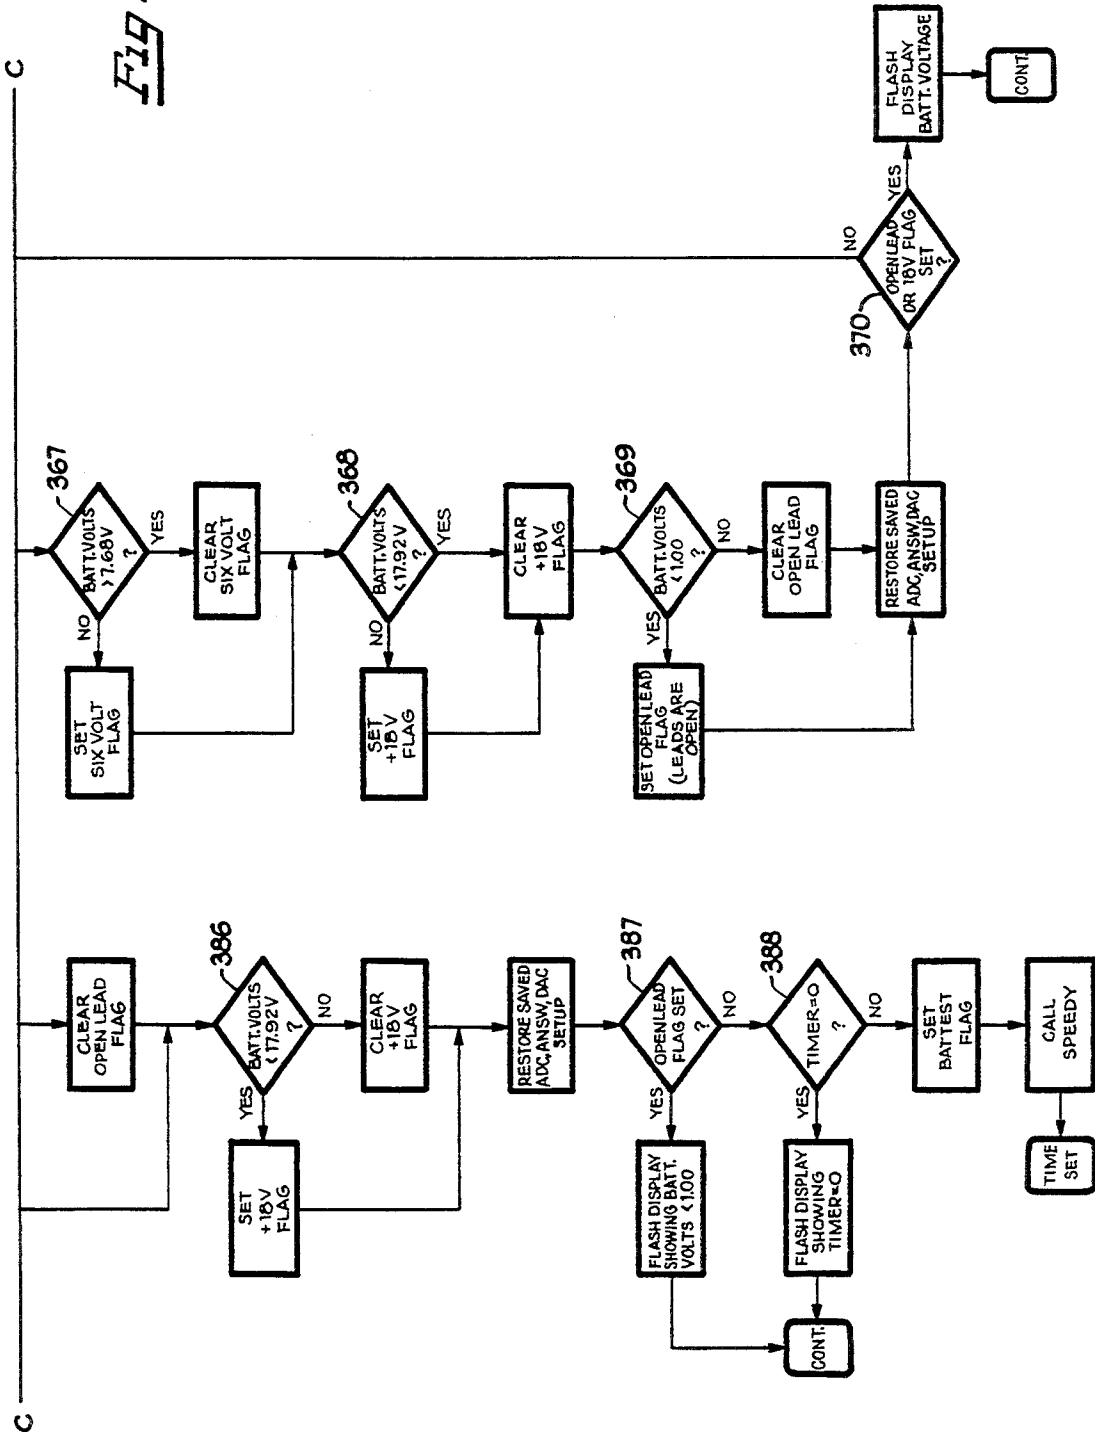 C
C
Fig
CLEAR
OPEN LEAD
FLAG
386
BATT.VOLTS
<17.92V
?
YES
NO
SET
+18V
FLAG
CLEAR
+18V
FLAG
RESTORE SAVED
ADC,ANSW,DAC
SETUP
387
OPEN LEAD
FLAG SET
?
YES
NO
FLASH DISPLAY
SHOWING BATT.
VOLTS <1.00
388
TIMER=0
?
YES
NO
FLASH DISPLAY
SHOWING
TIMER=0
CONT.
SET
BATTEST
FLAG
CALL
SPEEDY
TIME
SET
367
BATT.VOLTS
>7.68V
?
NO
YES
SET
SIX VOLT
FLAG
CLEAR
SIX VOLT
FLAG
368
BATT.VOLTS
<17.92V
?
NO
YES
SET
+18V
FLAG
CLEAR
+18V
FLAG
369
BATT.VOLTS
<1.00
?
YES
NO
SET OPEN LEAD
FLAG
(LEADS ARE
OPEN)
CLEAR
OPEN LEAD
FLAG
RESTORE SAVED
ADC,ANSW,DAC
SETUP
370
OPEN LEAD
OR 18V FLAG
SET
?
NO
YES
FLASH
DISPLAY
BATT. VOLTAGE
CONT.